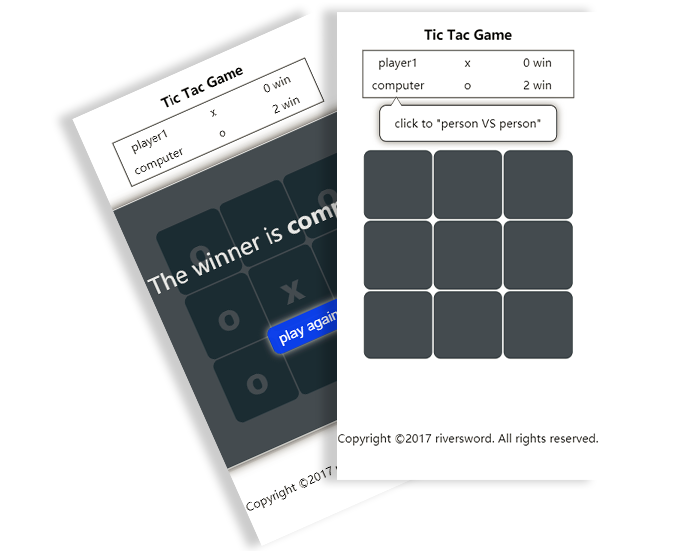 Tic Tac Game
player1 x 0 win
computer o 2 win
The winner is
o
o x
play again
o
Copyright ©2017
Tic Tac Game
player1 x 0 win
computer o 2 win
click to "person VS person"
Copyright ©2017 riversword. All rights reserved.